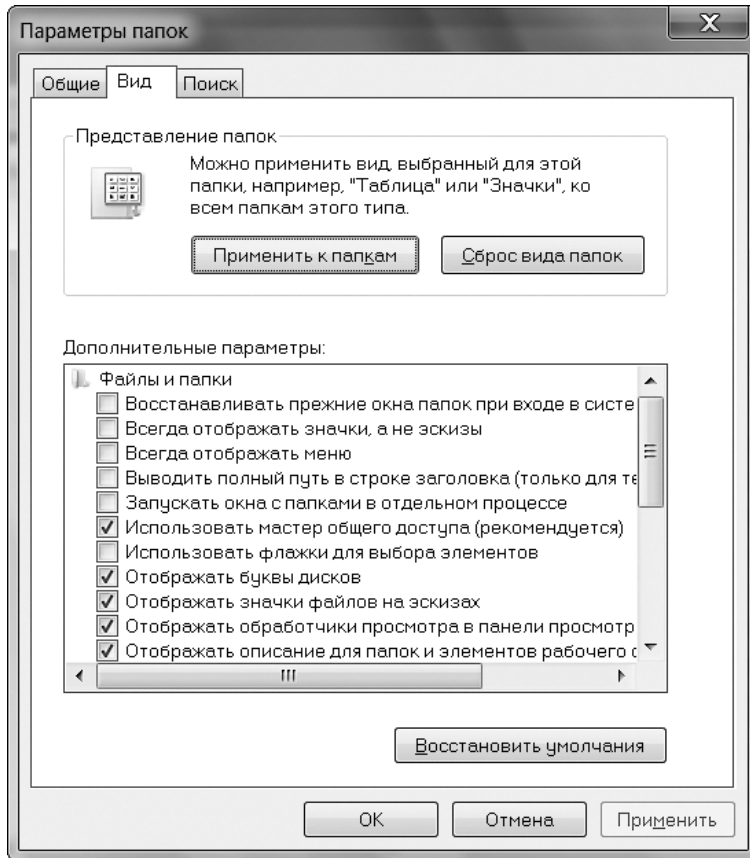 Параметры папок
Общие
Вид
Поиск
Представление папок
Можно применить вид, выбранный для этой
папки, например, "Таблица" или "Значки", ко
всем папкам этого типа.
Применить к папкам
Сброс вида папок
Дополнительные параметры:
Файлы и папки
Восстанавливать прежние окна папок при входе в систе
Всегда отображать значки, а не эскизы
Всегда отображать меню
Выводить полный путь в строке заголовка (только для те
Запускать окна с папками в отдельном процессе
Использовать мастер общего доступа (рекомендуется)
Использовать флажки для выбора элементов
Отображать буквы дисков
Отображать значки файлов на эскизах
Отображать обработчики просмотра в панели просмотр
Отображать описание для папок и элементов рабочего с
Восстановить умолчания
ОК
Отмена
Применить